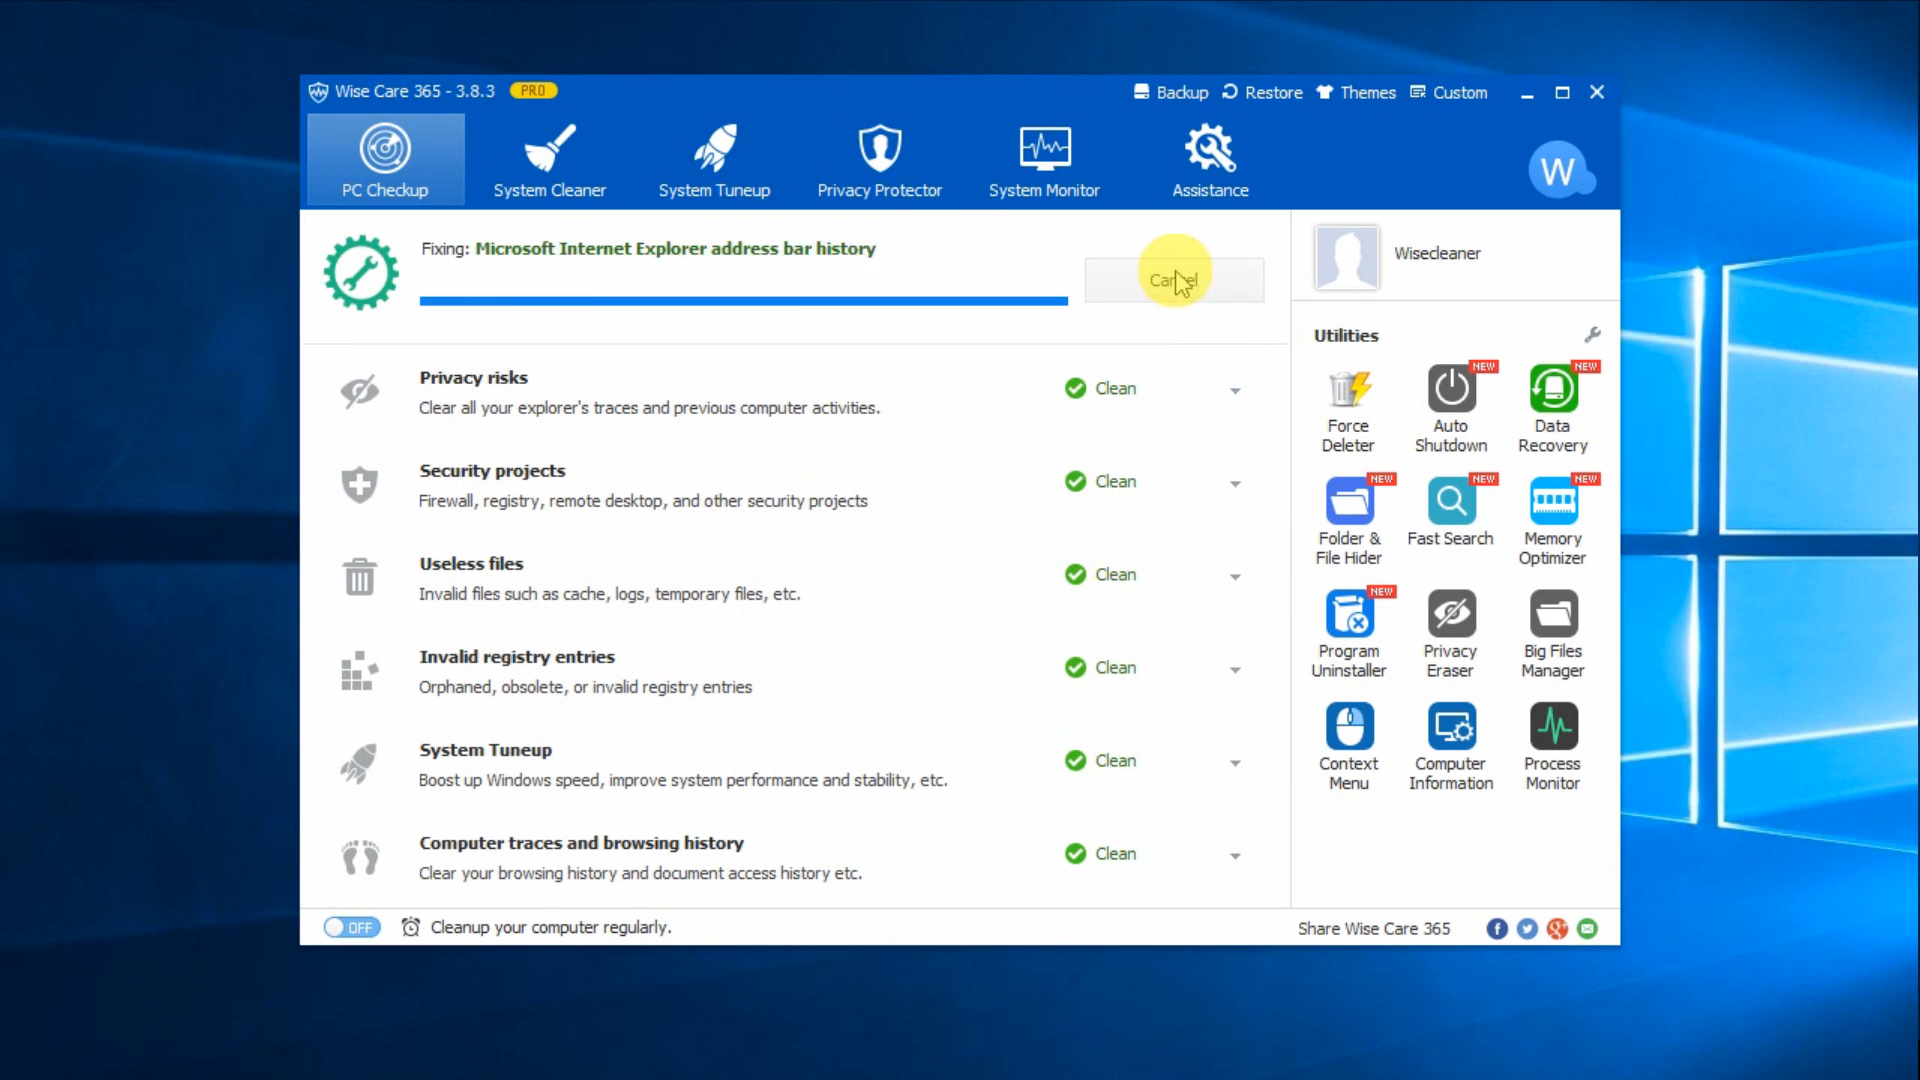 Wise Care 365 - 3.8.3 PRO
Backup Restore Themes Custom
PC Checkup System Cleaner System Tuneup Privacy Protector System Monitor Assistance
W
Fixing: Microsoft Internet Explorer address bar history
Cancel
Privacy risks
Clear all your explorer's traces and previous computer activities.
Clean
Security projects
Firewall, registry, remote desktop, and other security projects
Clean
Useless files
Invalid files such as cache, logs, temporary files, etc.
Clean
Invalid registry entries
Orphaned, obsolete, or invalid registry entries
Clean
System Tuneup
Boost up Windows speed, improve system performance and stability, etc.
Clean
Computer traces and browsing history
Clear your browsing history and document access history etc.
Clean
Wisecleaner
Utilities
NEW NEW
Force Auto Data
Deleter Shutdown Recovery
NEW NEW NEW
Folder & Fast Search Memory
File Hider Optimizer
NEW
Program Privacy Big Files
Uninstaller Eraser Manager
Context Computer Process
Menu Information Monitor
OFF Cleanup your computer regularly.
Share Wise Care 365